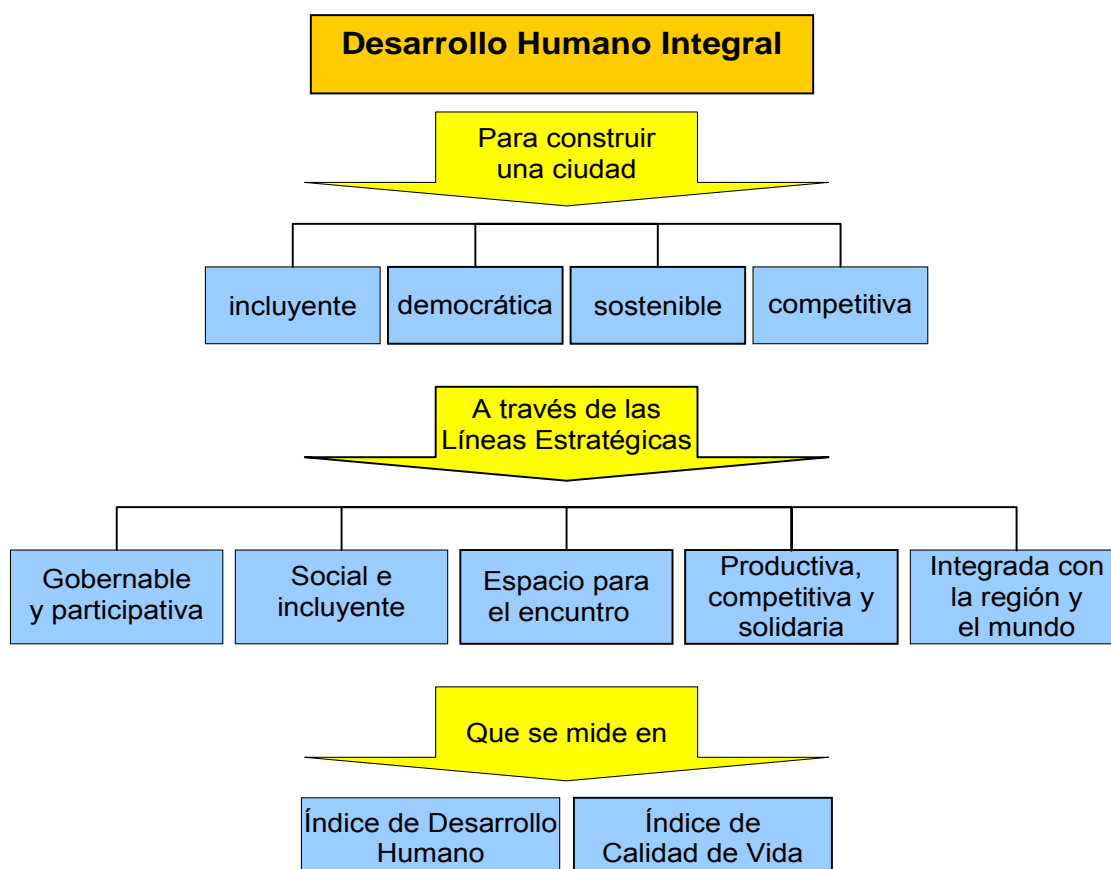 Desarrollo Humano Integral
Para construir
una ciudad
incluyente
democrática
sostenible
competitiva
A través de las
Líneas Estratégicas
Gobernable
y participativa
Social e
incluyente
Espacio para
el encuntro
Productiva,
competitiva y
solidaria
Integrada con
la región y
el mundo
Que se mide en
Índice de Desarrollo
Humano
Índice de
Calidad de Vida